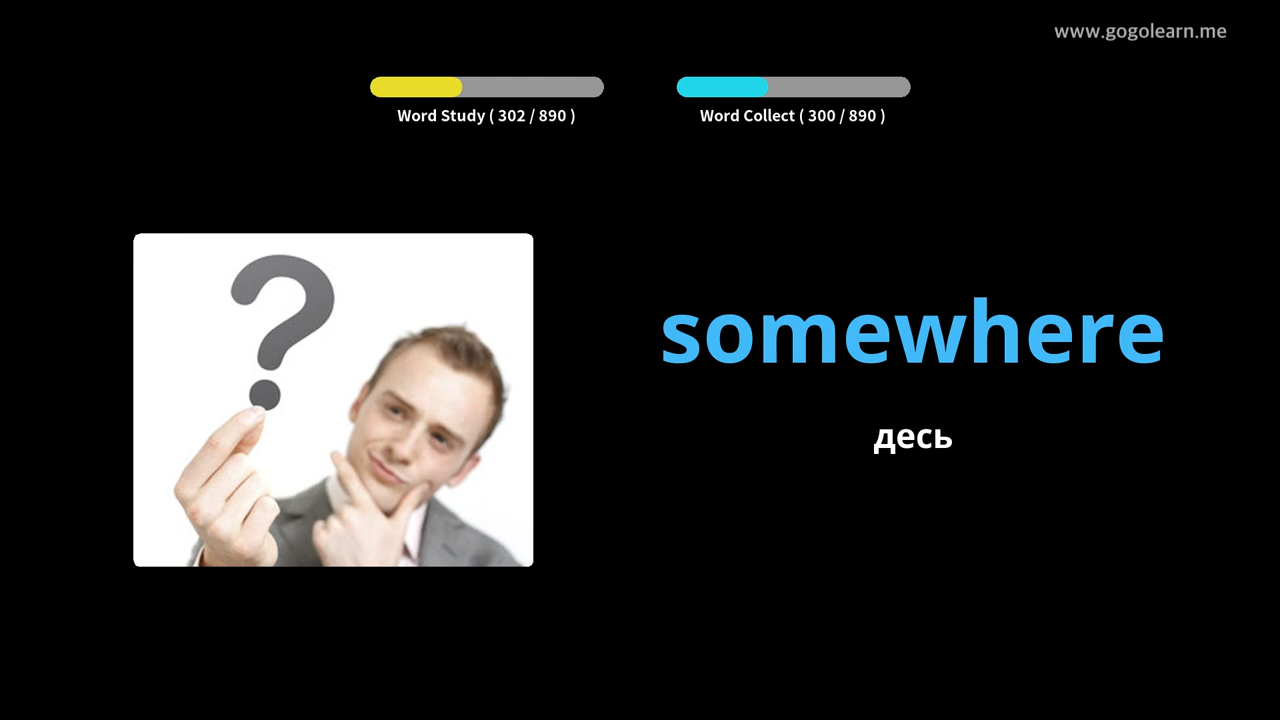 www.gogolearn.me
Word Study ( 302 / 890 )
Word Collect ( 300 / 890 )
?
somewhere
десь